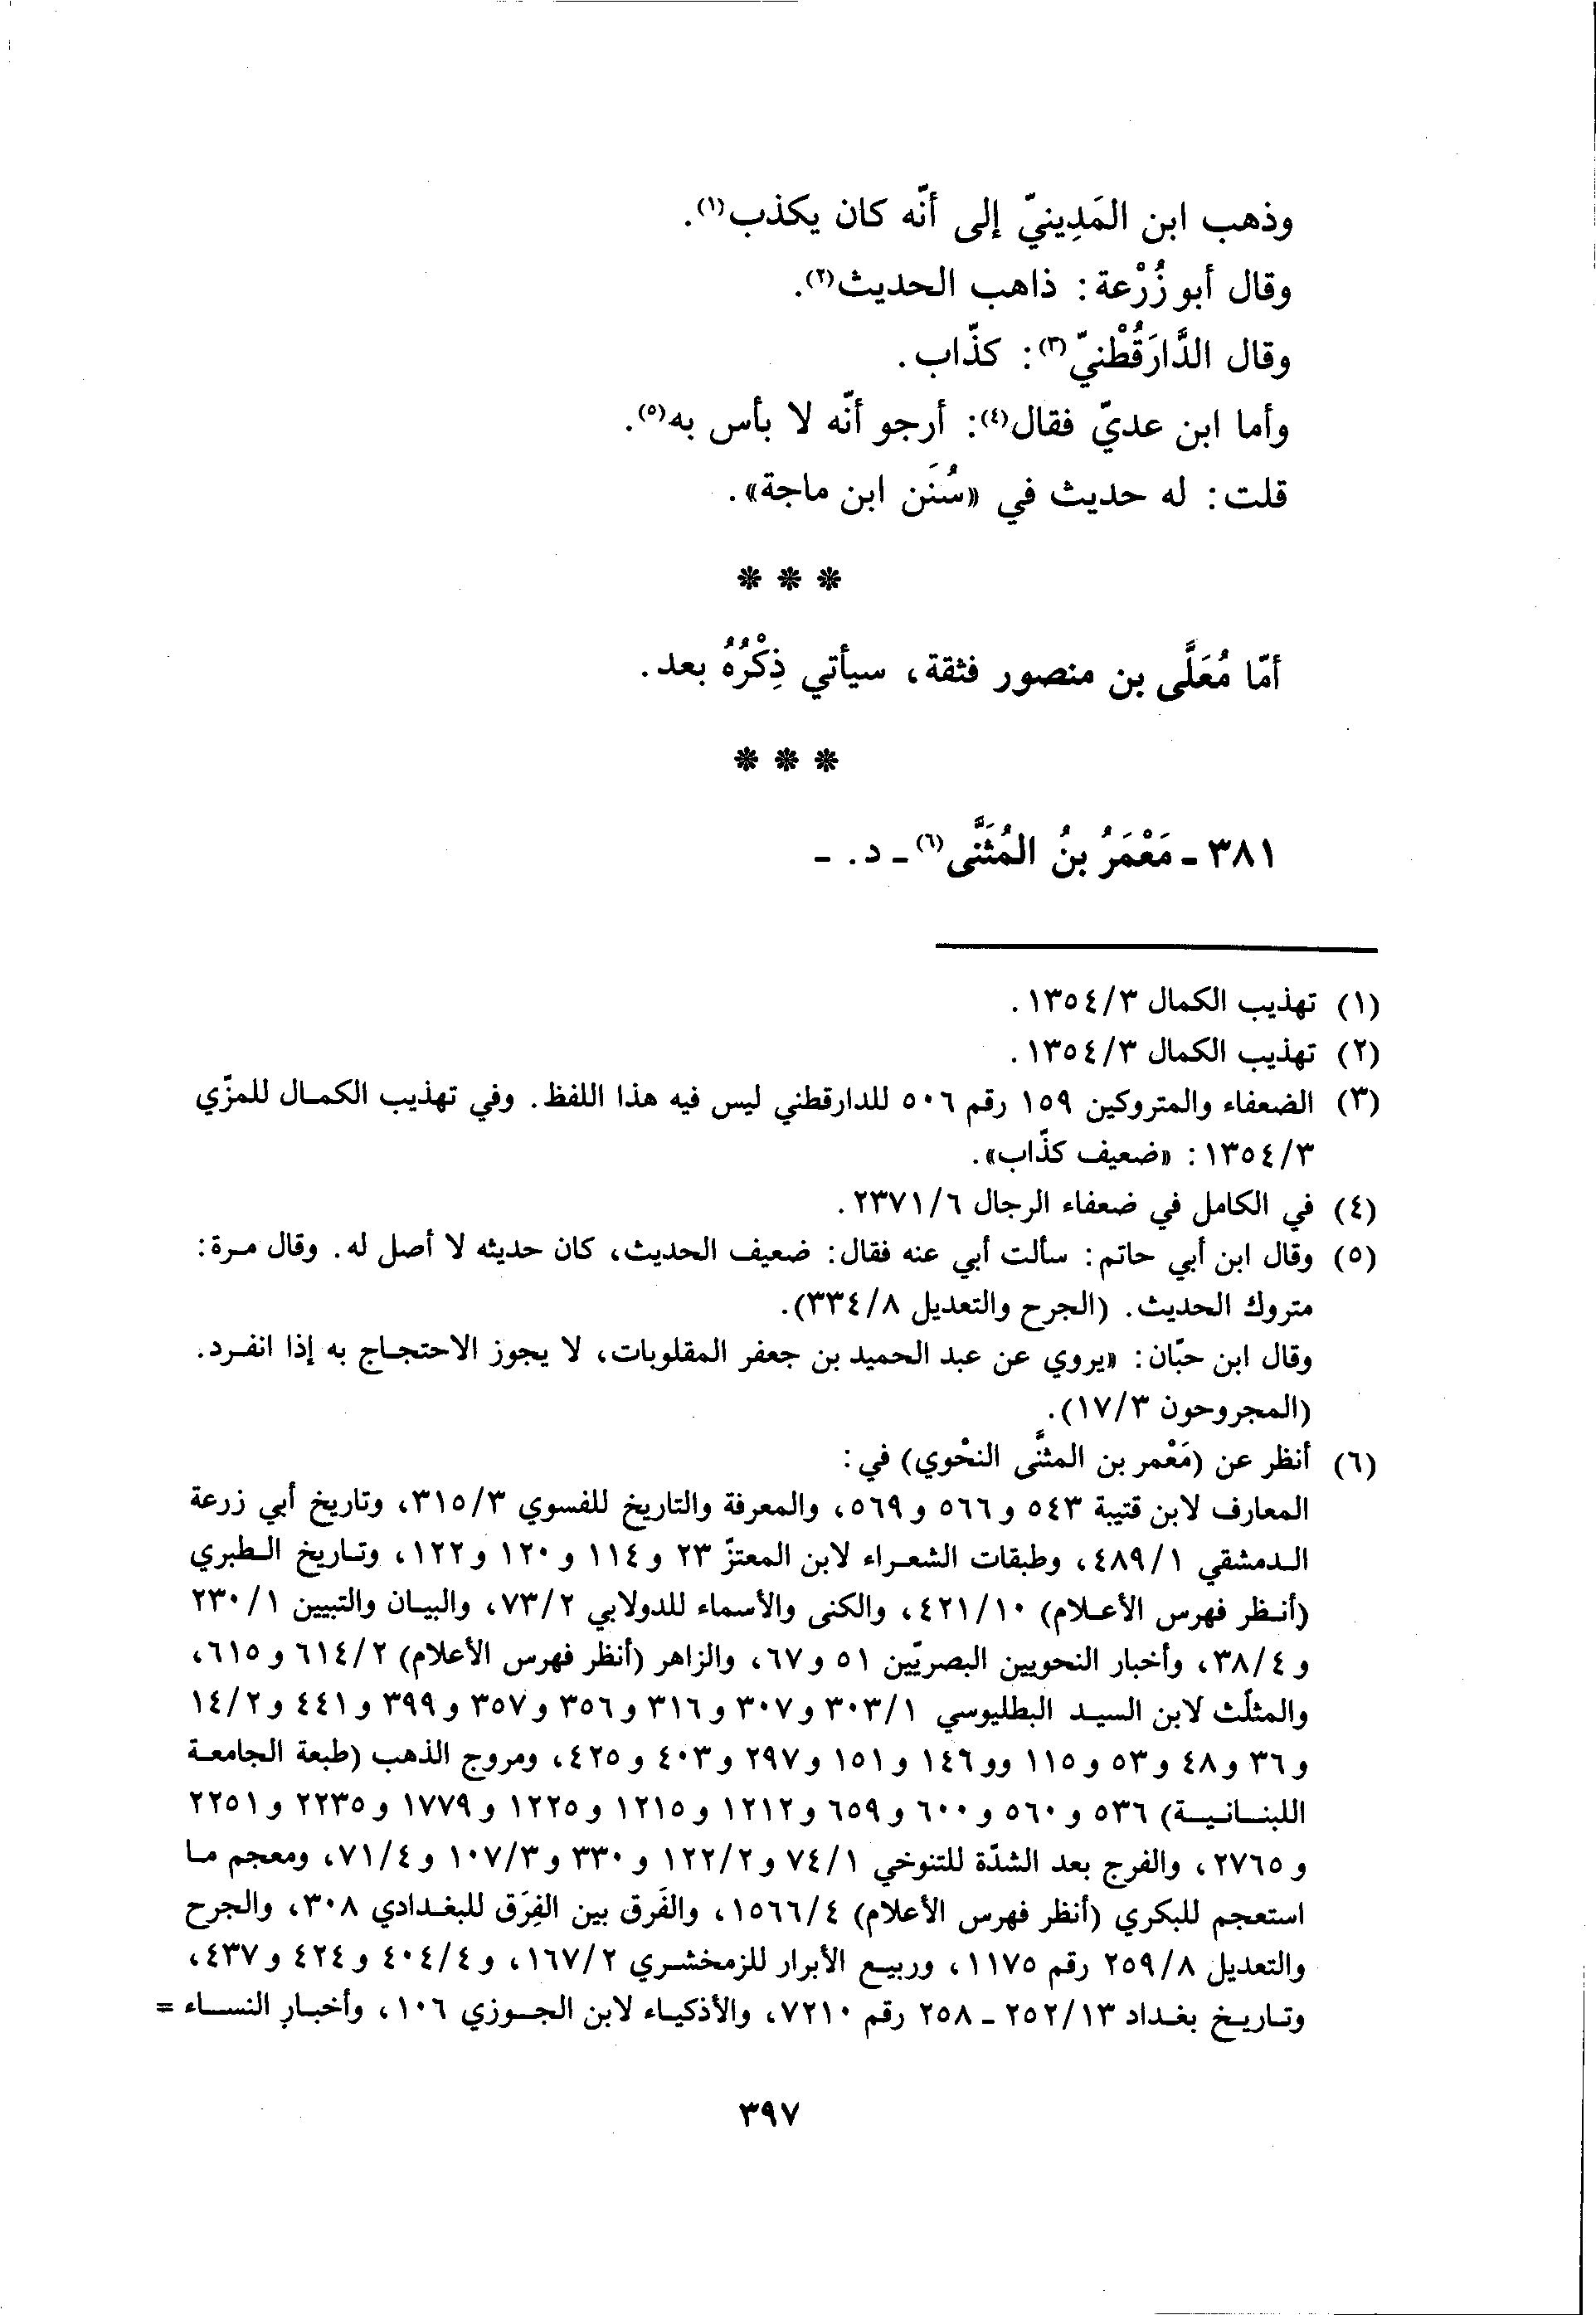 وذهب ابن المَدِينيّ إلى أنّه كان يكذب(١).
وقال أبو زُرْعة: ذاهب الحديث(٢).
وقال الدَّارَقُطْنيّ(٣): كذّاب.
وأما ابن عديّ فقال(٤): أرجو أنّه لا بأس به(٥).
قلت: له حديث في «سُنَن ابن ماجة».
* * *
أمّا مُعَلَّى بن منصور فثقة، سيأتي ذِكْرُهُ بعد.
* * *
٣٨١ ـ مَعْمَرُ بنُ المُثَنَّى(٦) ـ د. ـ
(١) تهذيب الكمال ١٣٥٤/٣.
(٢) تهذيب الكمال ١٣٥٤/٣.
(٣) الضعفاء والمتروكين ١٥٩ رقم ٥٠٦ للدارقطني ليس فيه هذا اللفظ. وفي تهذيب الكمال للمزّي
١٣٥٤/٣: «ضعيف كذّاب».
(٤) في الكامل في ضعفاء الرجال ٢٣٧١/٦.
(٥) وقال ابن أبي حاتم: سألت أبي عنه فقال: ضعيف الحديث، كان حديثه لا أصل له. وقال مرة:
متروك الحديث. (الجرح والتعديل ٣٣٤/٨).
وقال ابن حبّان: «يروي عن عبد الحميد بن جعفر المقلوبات، لا يجوز الاحتجاج به إذا انفرد.
(المجروحون ١٧/٣).
(٦) أنظر عن (مَعْمر بن المثنَّى النحْوي) في:
المعارف لابن قتيبة ٥٤٣ و٥٦٦ و٥٦٩، والمعرفة والتاريخ للفسوي ٣١٥/٣، وتاريخ أبي زرعة
الدمشقي ٤٨٩/١، وطبقات الشعراء لابن المعتزّ ٢٣ و١١٤ و١٢٠ و١٢٢، وتاريخ الطبري
(أنظر فهرس الأعلام) ٤٢١/١٠، والكنى والأسماء للدولابي ٧٣/٢، والبيان والتبيين ٢٣٠/١
و٣٨/٤، وأخبار النحويين البصريّين ٥١ و٦٧، والزاهر (أنظر فهرس الأعلام) ٦١٤/٢ و٦١٥،
والمثلّث لابن السيد البطليوسي ٣٠٣/١ و٣٠٧ و٣١٦ و٣٥٦ و٣٥٧ و٣٩٩ و٤٤١ و١٤/٢
و٣٦ و٤٨ و٥٣ و١١٥ وو١٤٦ و١٥١ و٢٩٧ و٤٠٣ و٤٢٥، ومروج الذهب (طبعة الجامعة
اللبنانية) ٥٣٦ و٥٦٠ و٦٠٠ و٦٥٩ و١٢١٢ و١٢١٥ و١٢٢٥ و١٧٧٩ و٢٢٣٥ و٢٢٥١
و٢٧٦٥، والفرج بعد الشدّة للتنوخي ٧٤/١ و١٢٢/٢ و٣٣٠ و١٠٧/٣ و٧١/٤، ومعجم ما
استعجم للبكري (أنظر فهرس الأعلام) ١٥٦٦/٤، والفَرق بين الفِرَق للبغدادي ٣٠٨، والجرح
والتعديل ٢٥٩/٨ رقم ١١٧٥، وربيع الأبرار للزمخشري ١٦٧/٢، و٤٠٤/٤ و٤٢٤ و٤٣٧،
وتاريخ بغداد ٢٥٢/١٣ ـ ٢٥٨ رقم ٧٢١٠، والأذكياء لابن الجوزي ١٠٦، وأخبار النساء =
٣٩٧